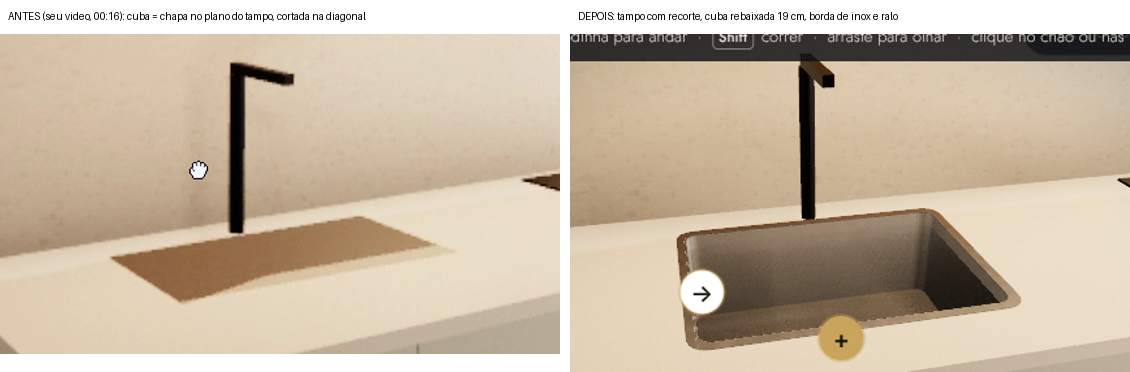 ANTES (seu video, 00:16): cuba = chapa no plano do tampo, cortada na diagonal
DEPOIS: tampo com recorte, cuba rebaixada 19 cm, borda de inox e ralo
dinha para andar · Shift correr · arraste para olhar · clique no chão ou nas